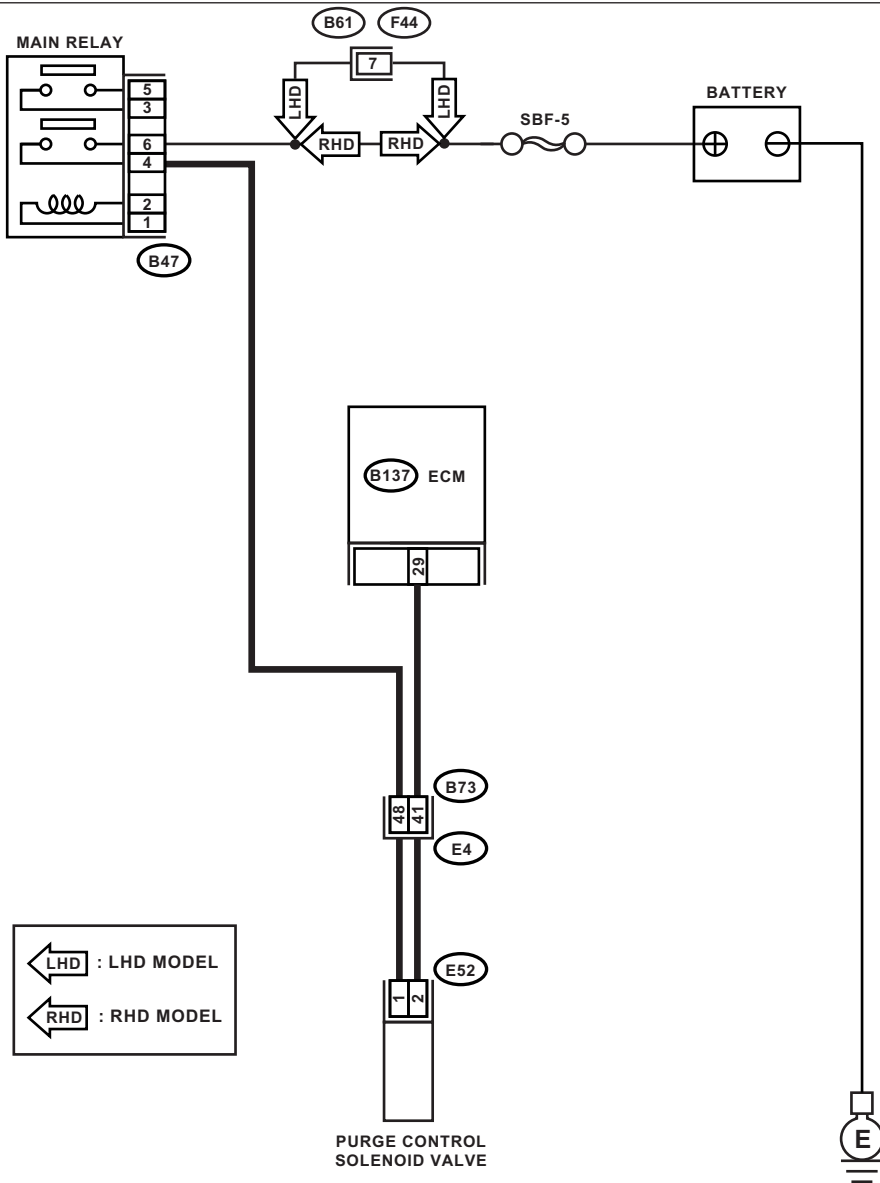 B61 F44
MAIN RELAY
7
5
3
LHD
LHD
BATTERY
SBF-5
6
RHD
RHD
4
2
1
B47
B137 ECM
29
B73
48 41
E4
E52
1 2
LHD : LHD MODEL
RHD : RHD MODEL
PURGE CONTROL
SOLENOID VALVE
E